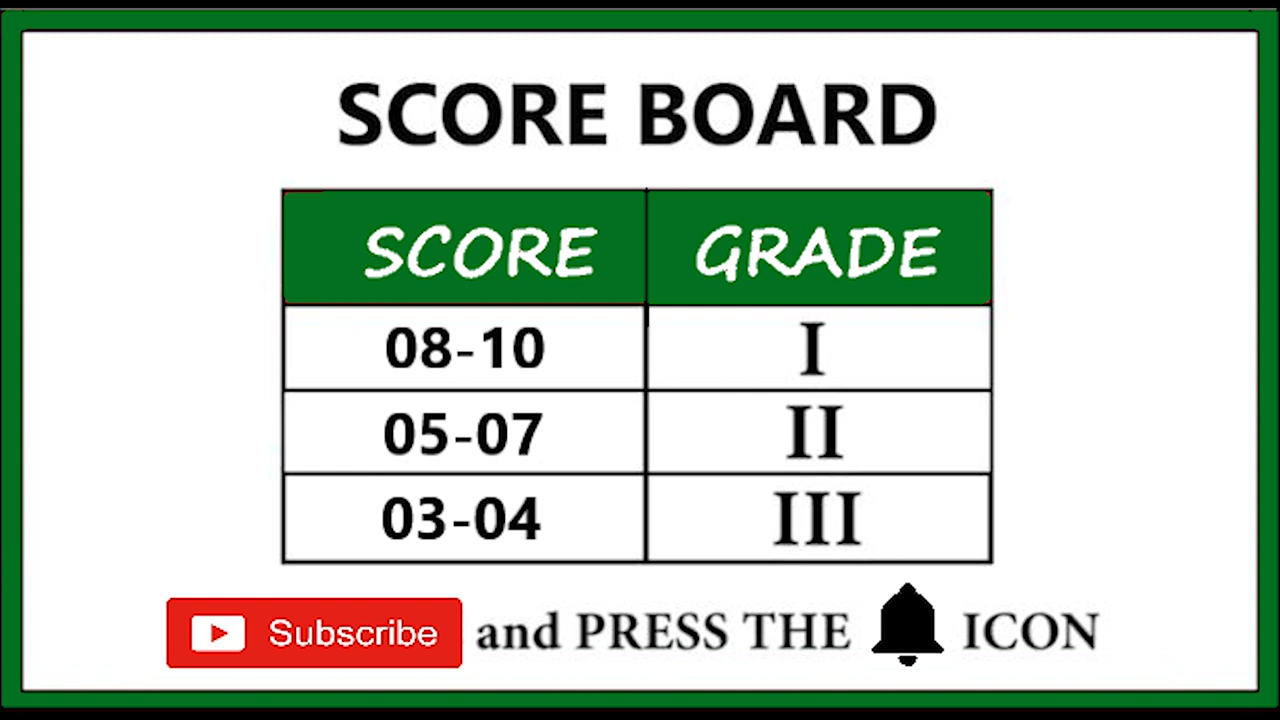 SCORE BOARD
SCORE GRADE
08-10 I
05-07 II
03-04 III
Subscribe and PRESS THE ICON